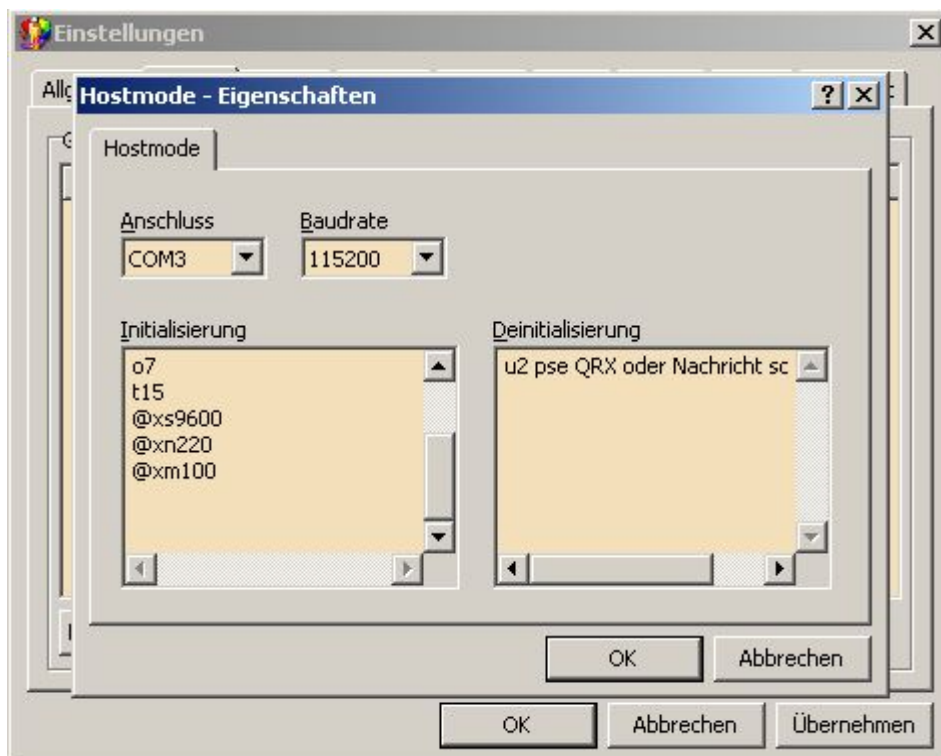 Einstellungen
Hostmode - Eigenschaften
Hostmode
Anschluss Baudrate
COM3 115200
Initialisierung
o7
t15
@xs9600
@xn220
@xm100
Deinitialisierung
u2 pse QRX oder Nachricht sc
OK Abbrechen
OK Abbrechen Übernehmen